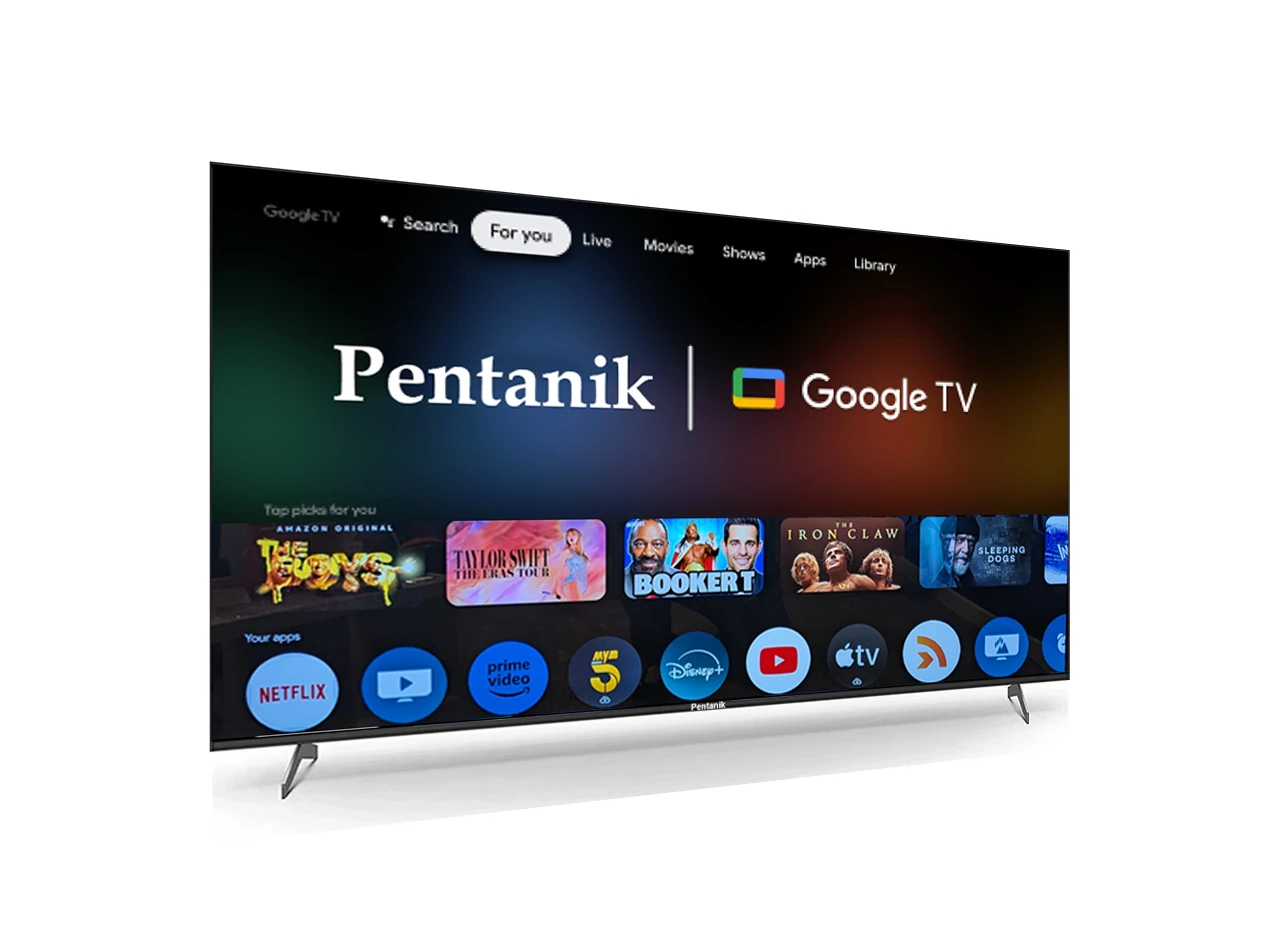 Google TV
Search
For you
Live
Movies
Shows
Apps
Library
Pentanik
Google TV
Top picks for you
AMAZON ORIGINAL
THE BOYS
TAYLOR SWIFT
THE ERAS TOUR
BOOKER T
THE
IRON CLAW
SLEEPING
DOGS
Your apps
NETFLIX
prime
video
MY
5
Disney+
tv
Pentanik